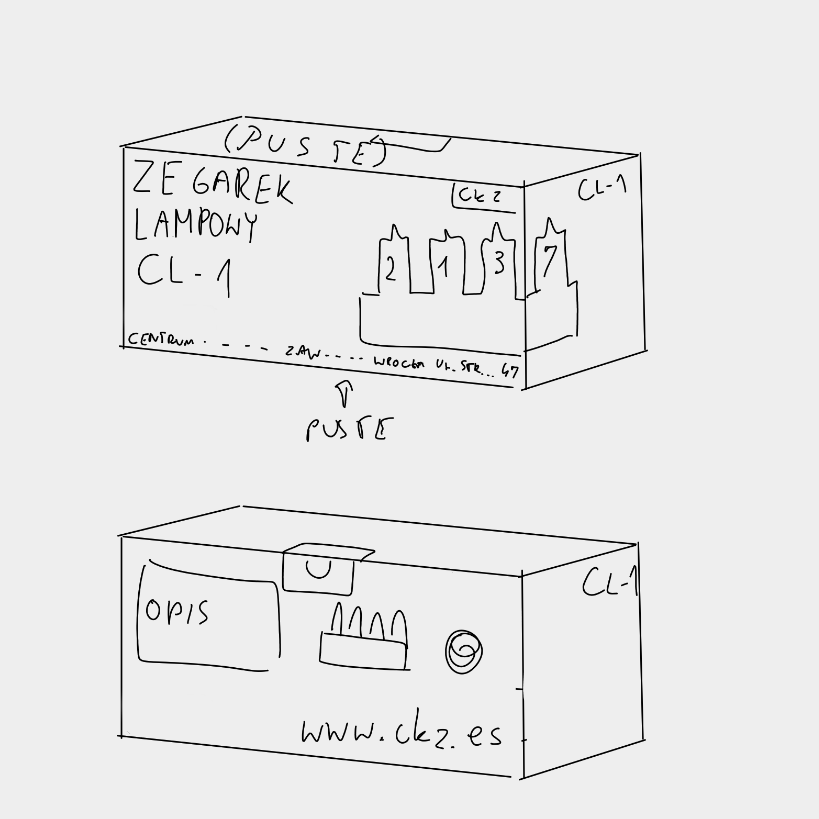 (PUSTE)
ZEGAREK
LAMPOWY
CL-1
CKZ
CL-1
2 1 3 7
CENTRUM. - - - - ZAW---- WROCŁA UL. STR... 47
PUSTE
CL-1
OPIS
www.ckz.es